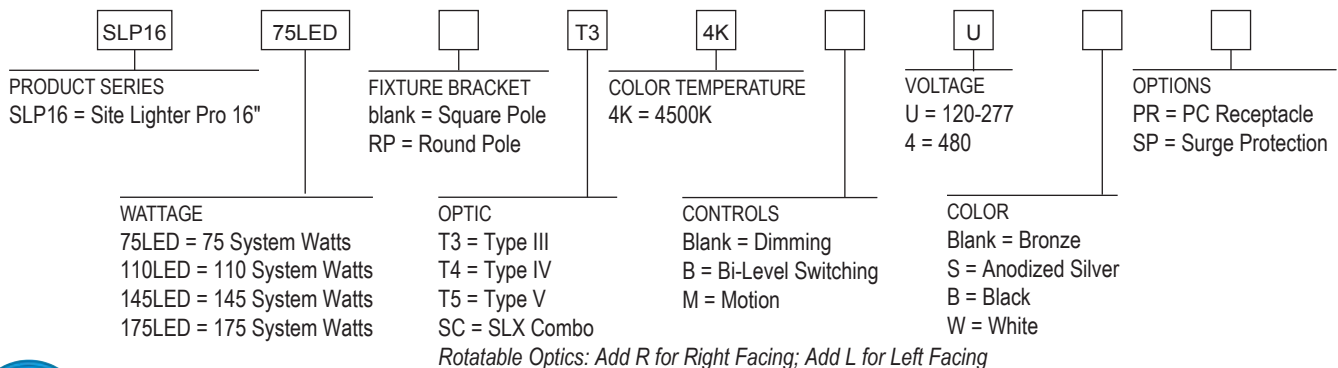 SLP16 75LED T3 4K U
PRODUCT SERIES
SLP16 = Site Lighter Pro 16"
FIXTURE BRACKET
blank = Square Pole
RP = Round Pole
COLOR TEMPERATURE
4K = 4500K
VOLTAGE
U = 120-277
4 = 480
OPTIONS
PR = PC Receptacle
SP = Surge Protection
WATTAGE
75LED = 75 System Watts
110LED = 110 System Watts
145LED = 145 System Watts
175LED = 175 System Watts
OPTIC
T3 = Type III
T4 = Type IV
T5 = Type V
SC = SLX Combo
Rotatable Optics: Add R for Right Facing; Add L for Left Facing
CONTROLS
Blank = Dimming
B = Bi-Level Switching
M = Motion
COLOR
Blank = Bronze
S = Anodized Silver
B = Black
W = White